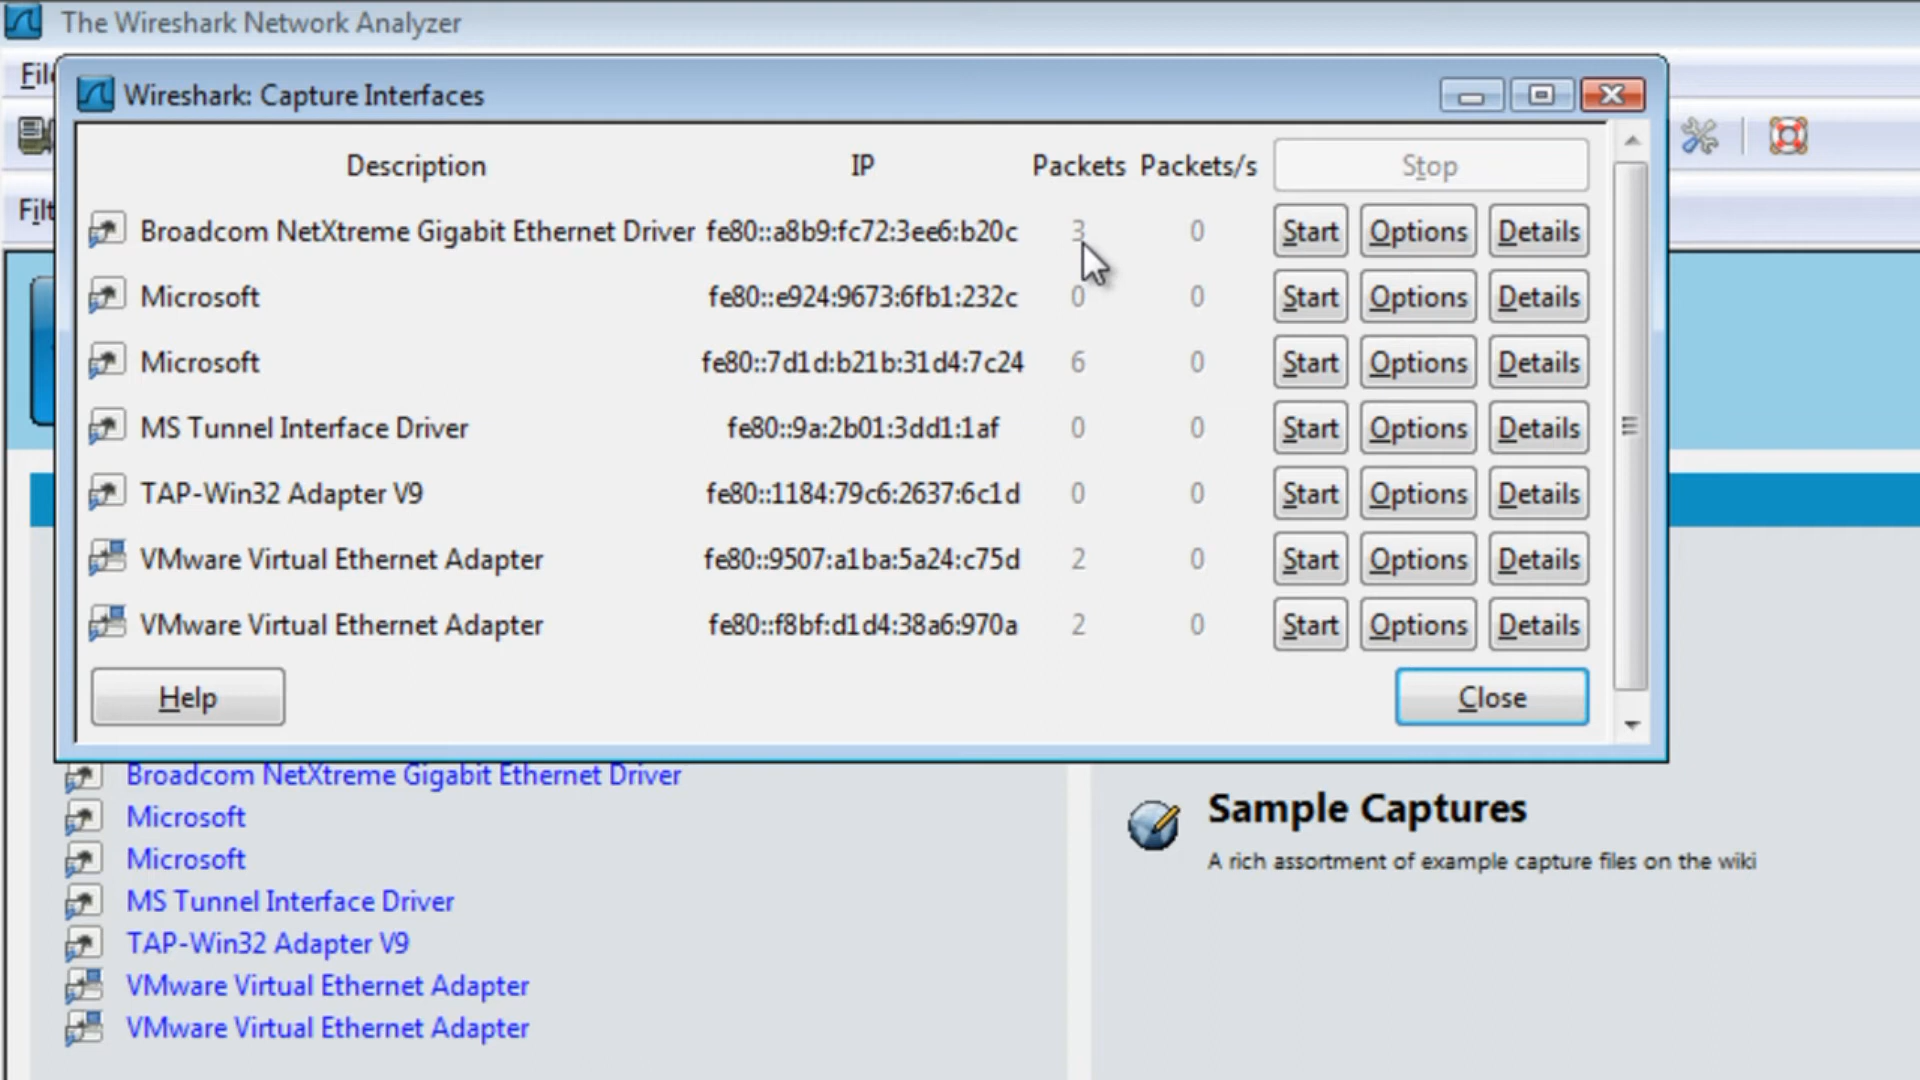 The Wireshark Network Analyzer
File
Wireshark: Capture Interfaces
Description IP Packets Packets/s Stop
Broadcom NetXtreme Gigabit Ethernet Driver fe80::a8b9:fc72:3ee6:b20c 3 0 Start Options Details
Microsoft fe80::e924:9673:6fb1:232c 0 0 Start Options Details
Microsoft fe80::7d1d:b21b:31d4:7c24 6 0 Start Options Details
MS Tunnel Interface Driver fe80::9a:2b01:3dd1:1af 0 0 Start Options Details
TAP-Win32 Adapter V9 fe80::1184:79c6:2637:6c1d 0 0 Start Options Details
VMware Virtual Ethernet Adapter fe80::9507:a1ba:5a24:c75d 2 0 Start Options Details
VMware Virtual Ethernet Adapter fe80::f8bf:d1d4:38a6:970a 2 0 Start Options Details
Help Close
Broadcom NetXtreme Gigabit Ethernet Driver
Microsoft
Microsoft
MS Tunnel Interface Driver
TAP-Win32 Adapter V9
VMware Virtual Ethernet Adapter
VMware Virtual Ethernet Adapter
Sample Captures
A rich assortment of example capture files on the wiki